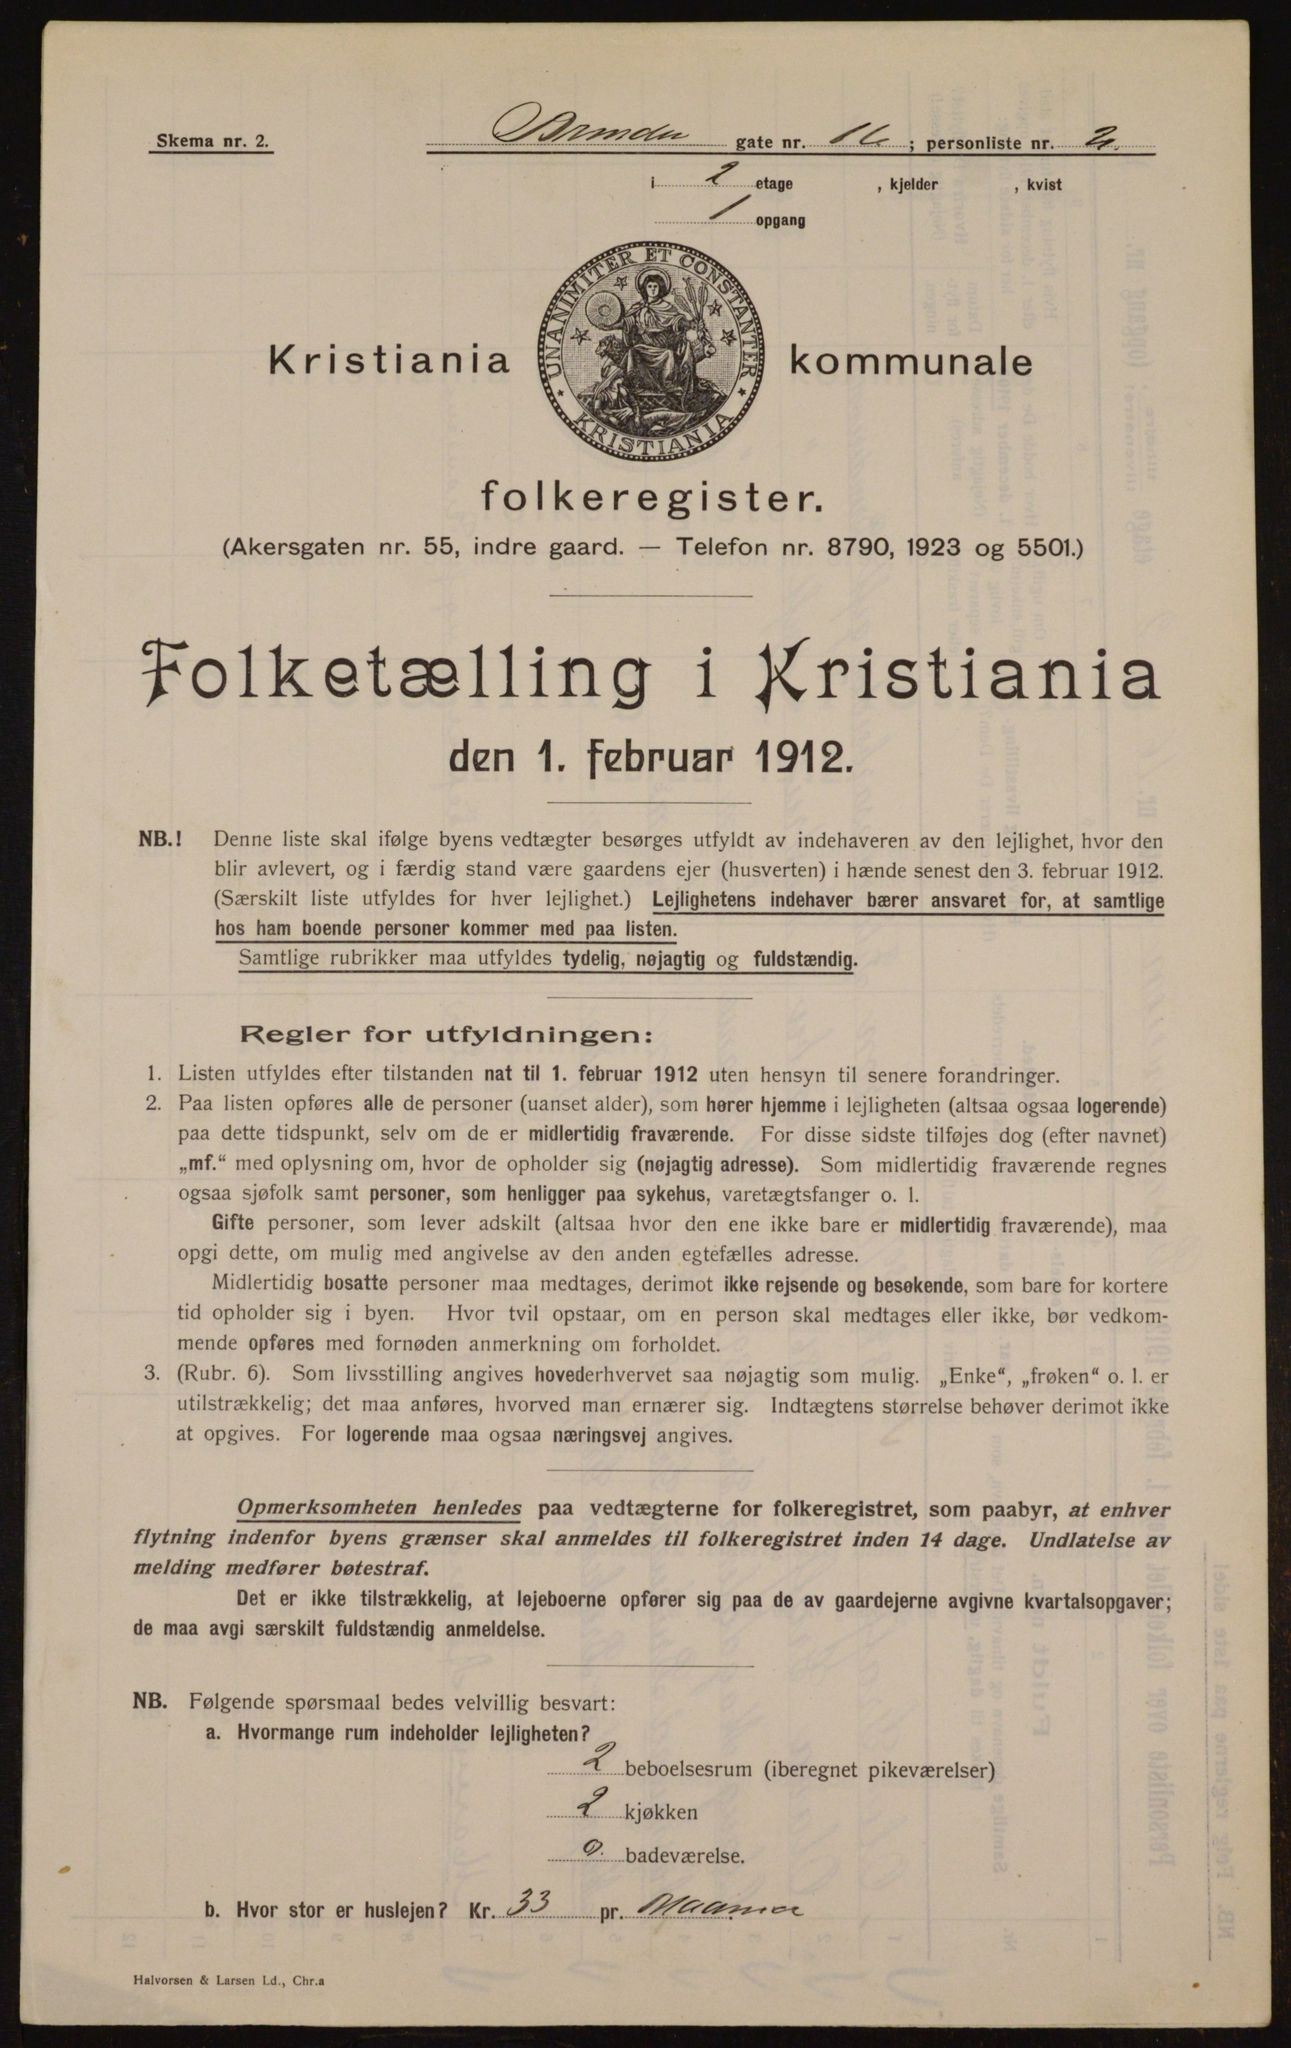 Skema nr. 2.
gate nr. 16 ; personliste nr. 2.
i 2 etage , kjelder , kvist
1 opgang
UNANIMITER ET CONSTANTER
KRISTIANIA
Kristiania kommunale
folkeregister.
(Akersgaten nr. 55, indre gaard. — Telefon nr. 8790, 1923 og 5501.)
Folketælling i Kristiania
den 1. februar 1912.
NB.! Denne liste skal ifølge byens vedtægter besørges utfyldt av indehaveren av den lejlighet, hvor den
blir avlevert, og i færdig stand være gaardens ejer (husverten) i hænde senest den 3. februar 1912.
(Særskilt liste utfyldes for hver lejlighet.) Lejlighetens indehaver bærer ansvaret for, at samtlige
hos ham boende personer kommer med paa listen.
Samtlige rubrikker maa utfyldes tydelig, nøjagtig og fuldstændig.
Regler for utfyldningen:
1. Listen utfyldes efter tilstanden nat til 1. februar 1912 uten hensyn til senere forandringer.
2. Paa listen opføres alle de personer (uanset alder), som hører hjemme i lejligheten (altsaa ogsaa logerende)
paa dette tidspunkt, selv om de er midlertidig fraværende. For disse sidste tilføjes dog (efter navnet)
„mf.“ med oplysning om, hvor de opholder sig (nøjagtig adresse). Som midlertidig fraværende regnes
ogsaa sjøfolk samt personer, som henligger paa sykehus, varetægtsfanger o. l.
Gifte personer, som lever adskilt (altsaa hvor den ene ikke bare er midlertidig fraværende), maa
opgi dette, om mulig med angivelse av den anden egtefælles adresse.
Midlertidig bosatte personer maa medtages, derimot ikke rejsende og besøkende, som bare for kortere
tid opholder sig i byen. Hvor tvil opstaar, om en person skal medtages eller ikke, bør vedkom-
mende opføres med fornøden anmerkning om forholdet.
3. (Rubr. 6). Som livsstilling angives hovederhvervet saa nøjagtig som mulig. „Enke“, „frøken“ o. l. er
utilstrækkelig; det maa anføres, hvorved man ernærer sig. Indtægtens størrelse behøver derimot ikke
at opgives. For logerende maa ogsaa næringsvej angives.
Opmerksomheten henledes paa vedtægterne for folkeregistret, som paabyr, at enhver
flytning indenfor byens grænser skal anmeldes til folkeregistret inden 14 dage. Undlatelse av
melding medfører bøtestraf.
Det er ikke tilstrækkelig, at lejeboerne opfører sig paa de av gaardejerne avgivne kvartalsopgaver;
de maa avgi særskilt fuldstændig anmeldelse.
NB. Følgende spørsmaal bedes velvillig besvart:
a. Hvormange rum indeholder lejligheten?
2 beboelsesrum (iberegnet pikeværelser)
2 kjøkken
0. badeværelse.
b. Hvor stor er huslejen? Kr. 33 pr.
Halvorsen & Larsen Ld., Chr.a